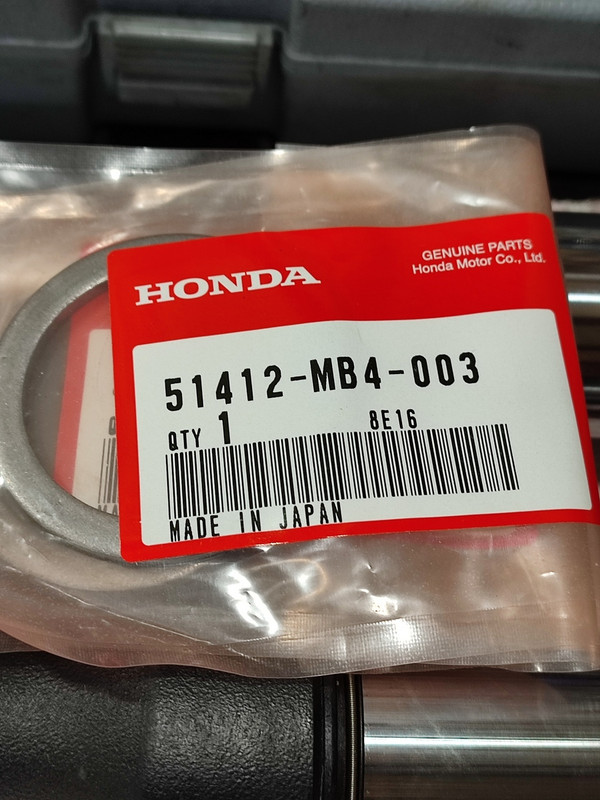 HONDA
GENUINE PARTS
Honda Motor Co., Ltd.
51412-MB4-003
QTY 1 8E16
MADE IN JAPAN